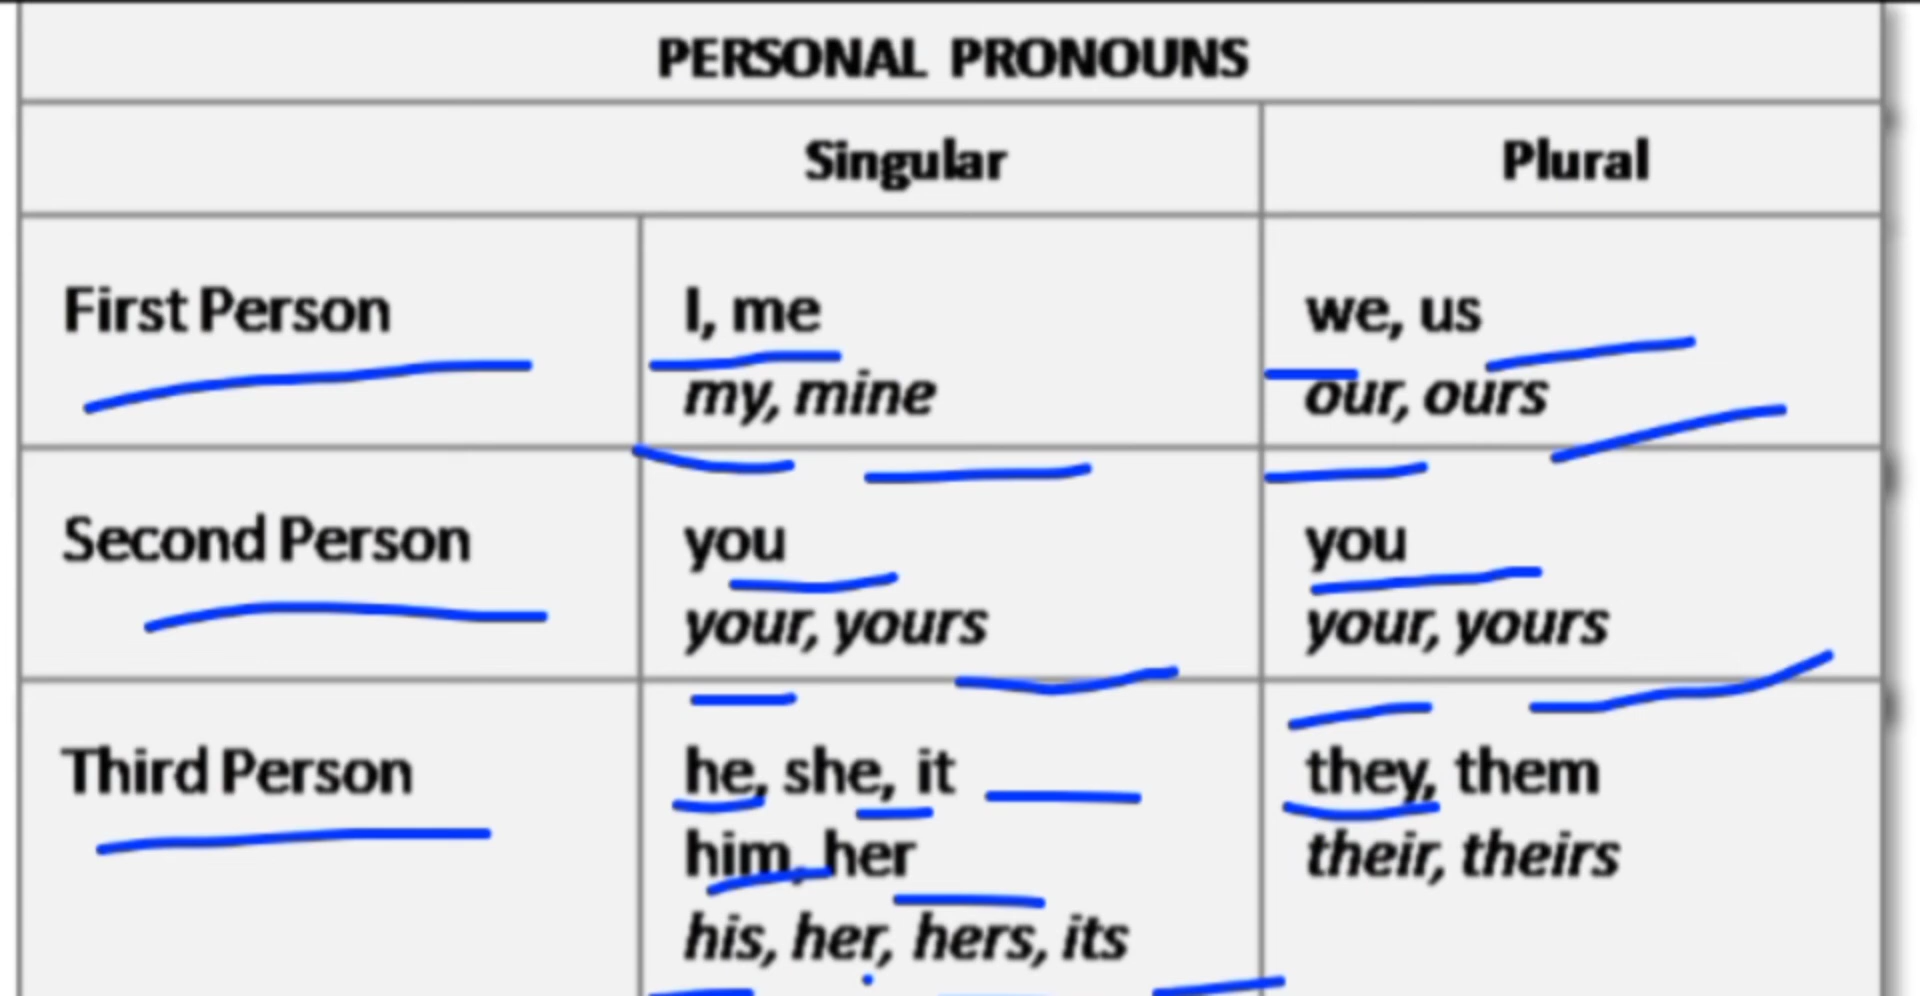 PERSONAL PRONOUNS
Singular Plural
First Person I, me we, us
my, mine our, ours
Second Person you you
your, yours your, yours
Third Person he, she, it they, them
him, her their, theirs
his, her, hers, its